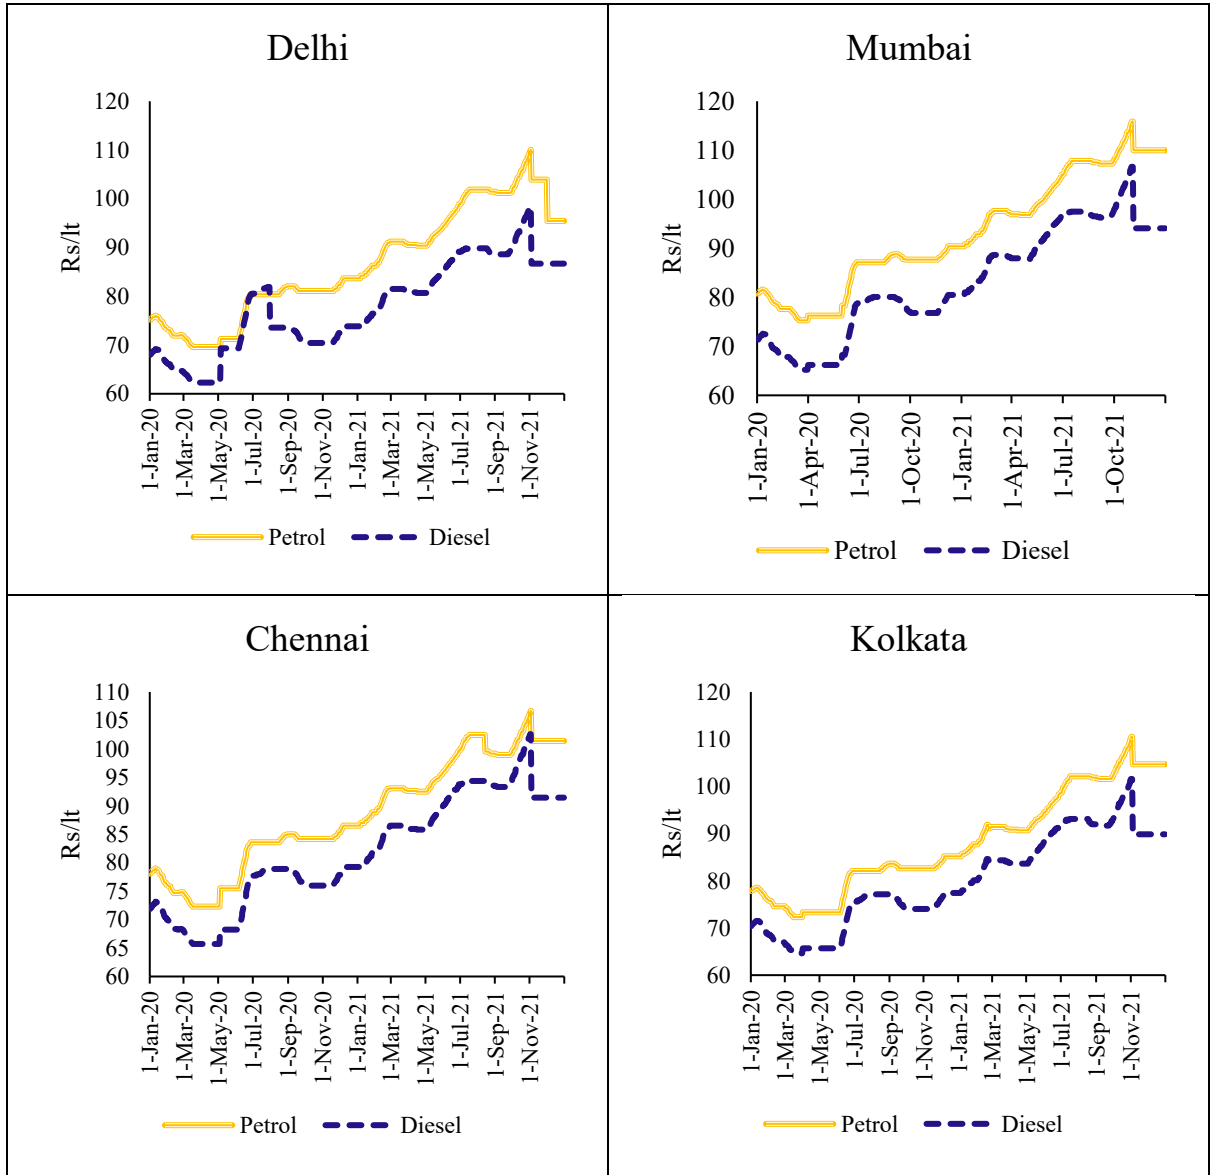 Delhi
Rs/lt
120
110
100
90
80
70
60
1-Jan-20
1-Mar-20
1-May-20
1-Jul-20
1-Sep-20
1-Nov-20
1-Jan-21
1-Mar-21
1-May-21
1-Jul-21
1-Sep-21
1-Nov-21
Petrol Diesel
Mumbai
Rs/lt
120
110
100
90
80
70
60
1-Jan-20
1-Apr-20
1-Jul-20
1-Oct-20
1-Jan-21
1-Apr-21
1-Jul-21
1-Oct-21
Petrol Diesel
Chennai
Rs/lt
110
105
100
95
90
85
80
75
70
65
60
1-Jan-20
1-Mar-20
1-May-20
1-Jul-20
1-Sep-20
1-Nov-20
1-Jan-21
1-Mar-21
1-May-21
1-Jul-21
1-Sep-21
1-Nov-21
Petrol Diesel
Kolkata
Rs/lt
120
110
100
90
80
70
60
1-Jan-20
1-Mar-20
1-May-20
1-Jul-20
1-Sep-20
1-Nov-20
1-Jan-21
1-Mar-21
1-May-21
1-Jul-21
1-Sep-21
1-Nov-21
Petrol Diesel